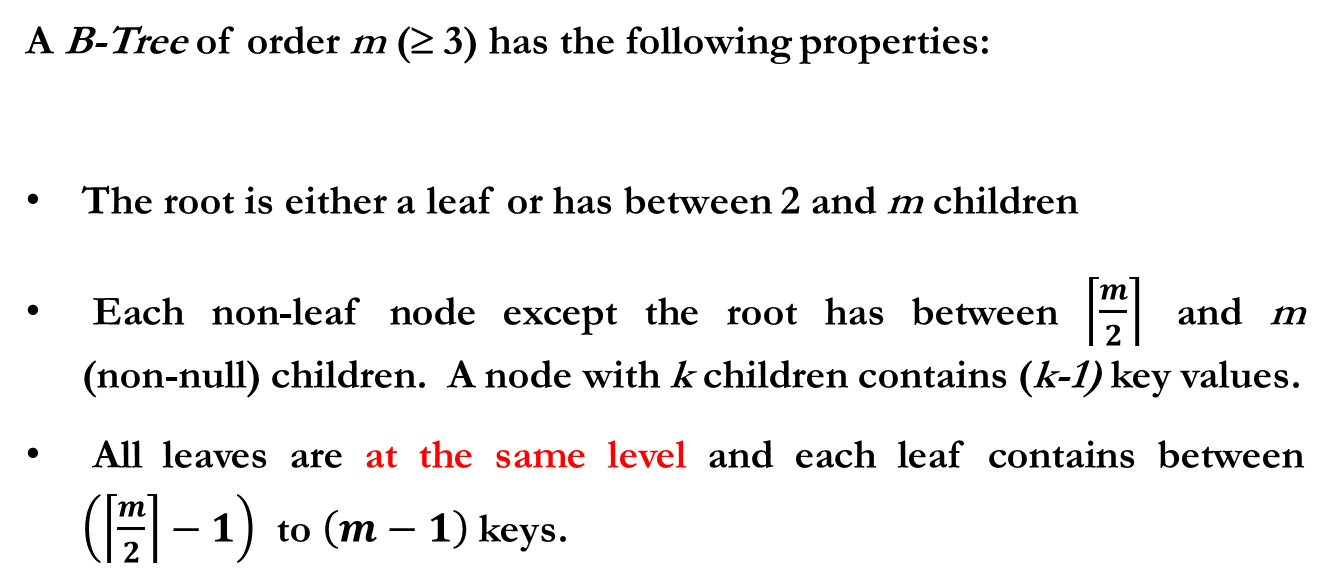 A B-Tree of order m (≥ 3) has the following properties:
• The root is either a leaf or has between 2 and m children
• Each non-leaf node except the root has between ⌈m/2⌉ and m
(non-null) children. A node with k children contains (k-1) key values.
• All leaves are at the same level and each leaf contains between
(⌈m/2⌉ − 1) to (m − 1) keys.